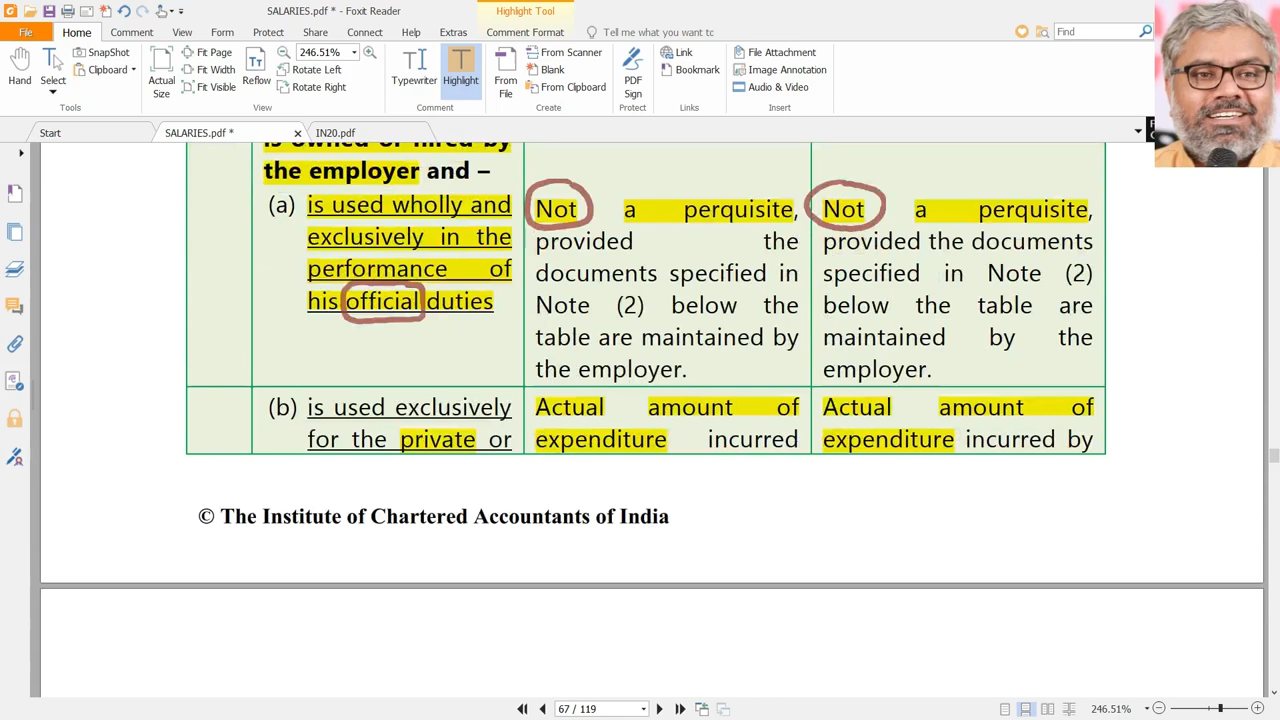 SALARIES.pdf * - Foxit Reader
Highlight Tool
File Home Comment View Form Protect Share Connect Help Extras Comment Format Tell me what you want tc Find
Hand
Select
SnapShot
Clipboard
Actual Size
Fit Page
Fit Width
Fit Visible
Reflow
246.51%
Rotate Left
Rotate Right
Typewriter
Highlight
From File
From Scanner
Blank
From Clipboard
PDF Sign
Link
Bookmark
File Attachment
Image Annotation
Audio & Video
Tools View Comment Create Protect Links Insert
Start SALARIES.pdf * IN20.pdf
is owned or hired by
the employer and –
(a) is used wholly and
exclusively in the
performance of
his official duties
Not a perquisite,
provided the
documents specified in
Note (2) below the
table are maintained by
the employer.
Not a perquisite,
provided the documents
specified in Note (2)
below the table are
maintained by the
employer.
(b) is used exclusively
for the private or
Actual amount of
expenditure incurred
Actual amount of
expenditure incurred by
© The Institute of Chartered Accountants of India
67 / 119
246.51%